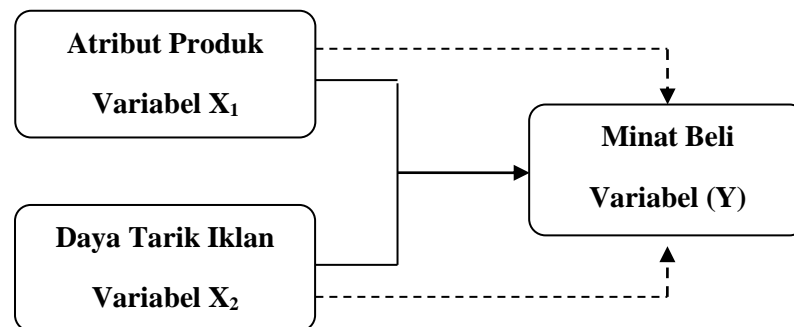 Atribut Produk
Variabel X₁
Daya Tarik Iklan
Variabel X₂
Minat Beli
Variabel (Y)